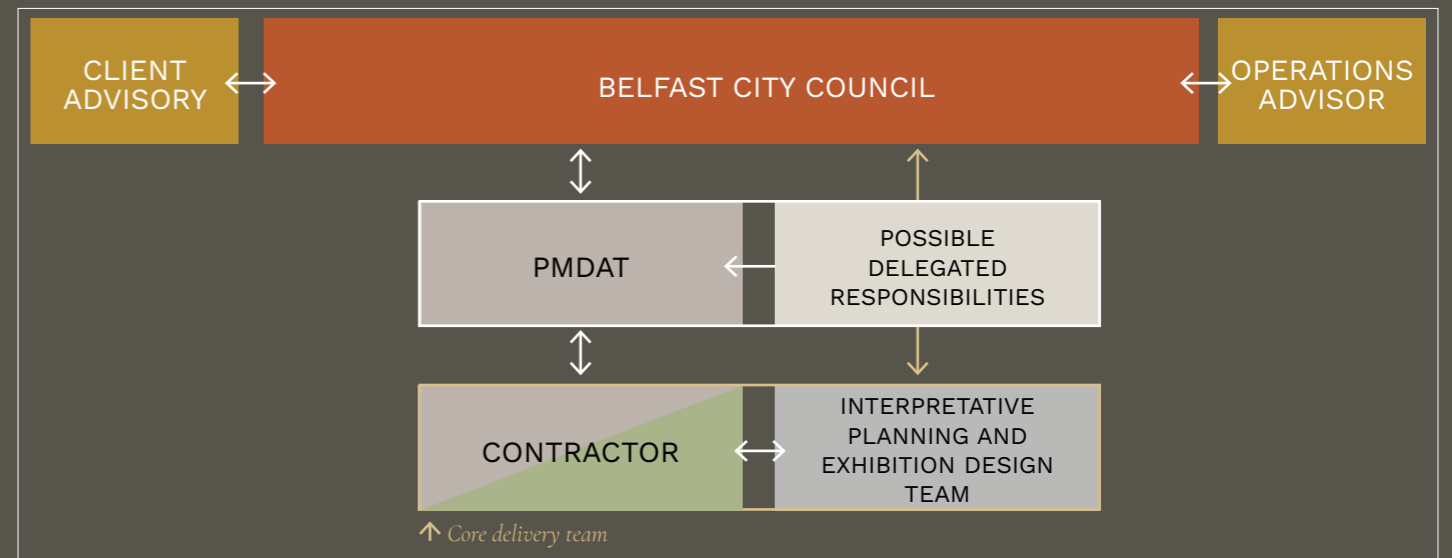 CLIENT
ADVISORY
BELFAST CITY COUNCIL
OPERATIONS
ADVISOR
PMDAT
POSSIBLE
DELEGATED
RESPONSIBILITIES
CONTRACTOR
INTERPRETATIVE
PLANNING AND
EXHIBITION DESIGN
TEAM
Core delivery team